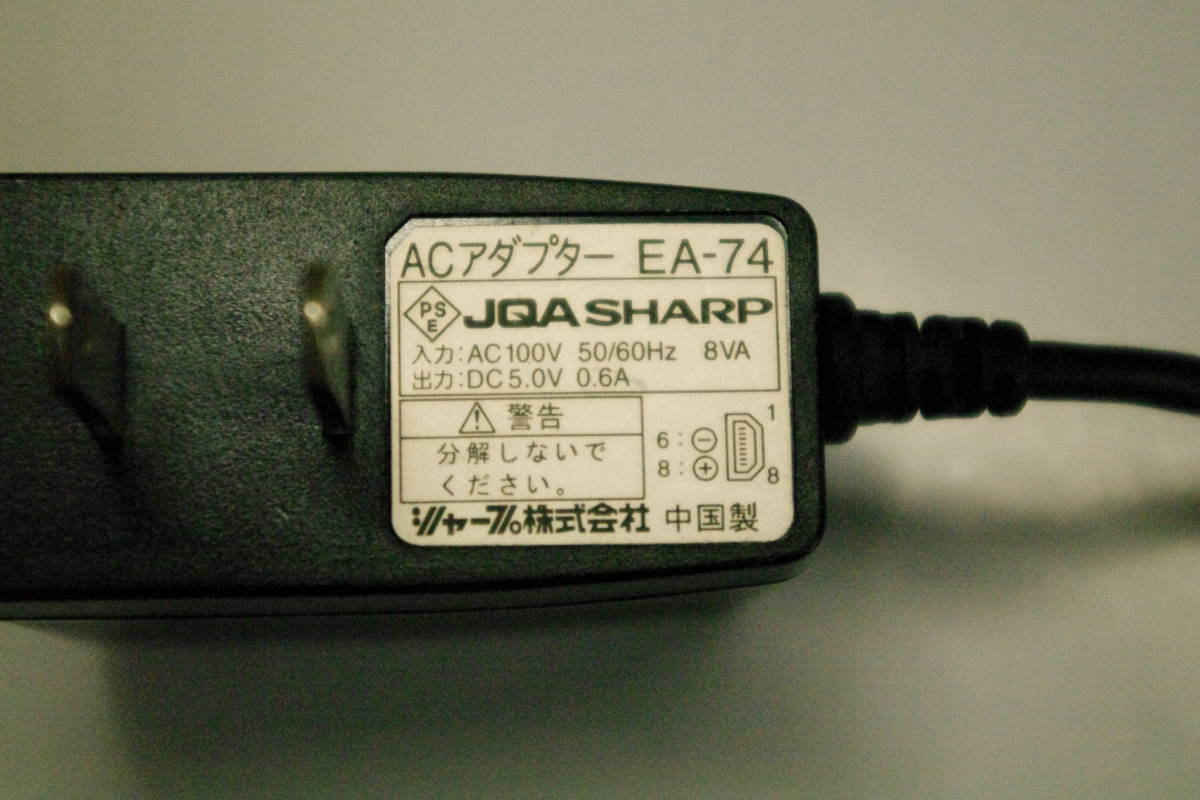 ACアダプター EA-74
PS E JQA SHARP
入力:AC100V 50/60Hz 8VA
出力:DC5.0V 0.6A
⚠ 警告
分解しないで
ください。
6:⊖ 1
8:⊕ 8
シャープ株式会社 中国製